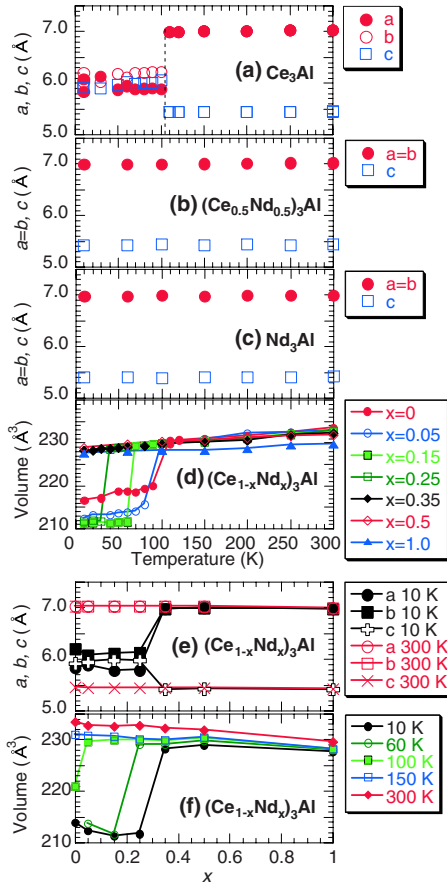 7.0
6.0
5.0
a, b, c (Å)
(a) Ce3Al
a
b
c
7.0
6.0
5.0
a=b, c (Å)
(b) (Ce0.5Nd0.5)3Al
a=b
c
7.0
6.0
5.0
a=b, c (Å)
(c) Nd3Al
a=b
c
230
220
210
Volume (Å3)
(d) (Ce1-xNdx)3Al
0 50 100 150 200 250 300
Temperature (K)
x=0
x=0.05
x=0.15
x=0.25
x=0.35
x=0.5
x=1.0
7.0
6.0
5.0
a, b, c (Å)
(e) (Ce1-xNdx)3Al
a 10 K
b 10 K
c 10 K
a 300 K
b 300 K
c 300 K
230
220
210
Volume (Å3)
(f) (Ce1-xNdx)3Al
0 0.2 0.4 0.6 0.8 1
x
10 K
60 K
100 K
150 K
300 K